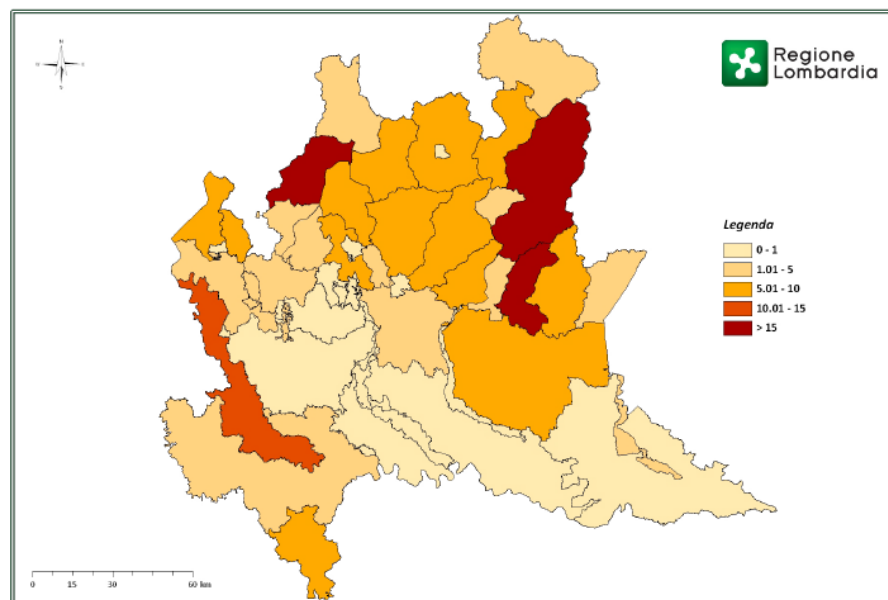 N
Regione
Lombardia
Legenda
0 - 1
1.01 - 5
5.01 - 10
10.01 - 15
> 15
0 15 30 60 km